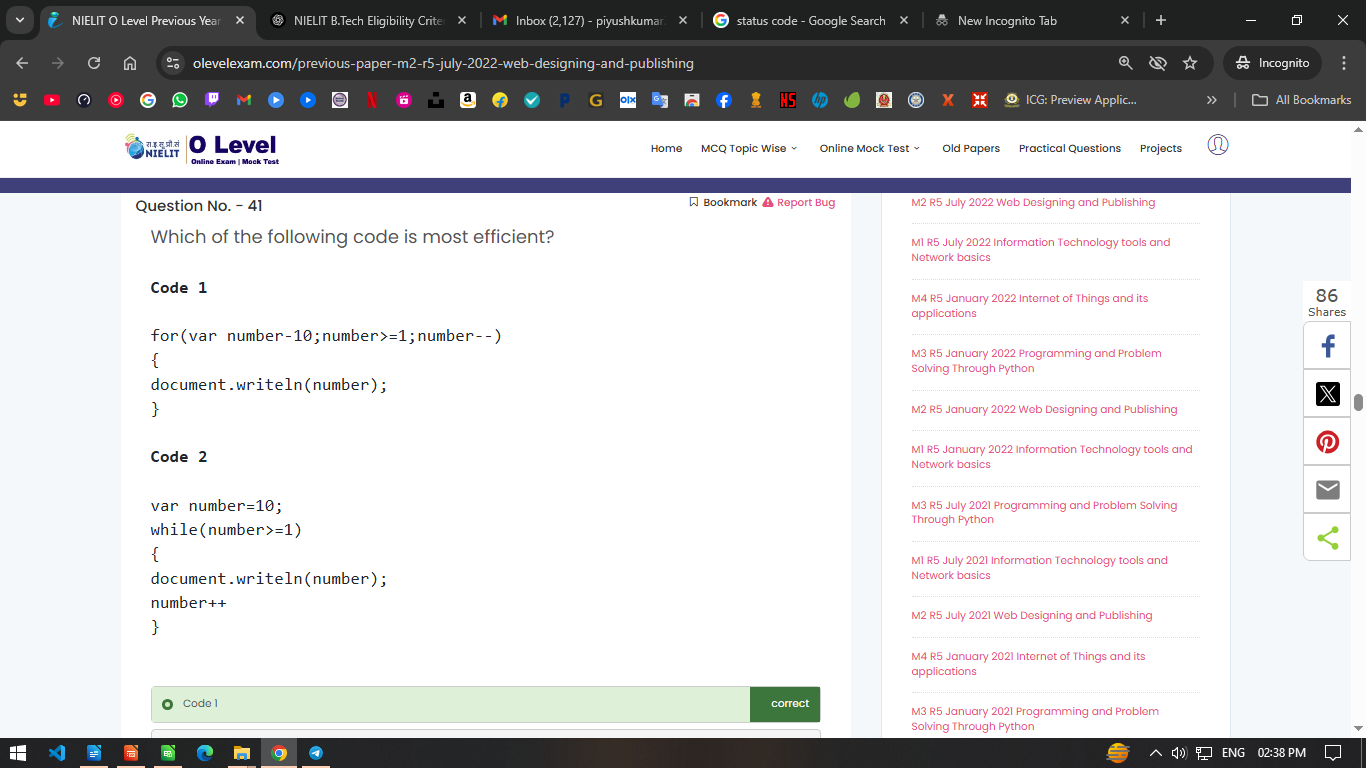 NIELIT O Level Previous Year
NIELIT B.Tech Eligibility Crite
Inbox (2,127) - piyushkumar
status code - Google Search
New Incognito Tab
olevelexam.com/previous-paper-m2-r5-july-2022-web-designing-and-publishing
Incognito
ICG: Preview Applic...
All Bookmarks
NIELIT
O Level
Online Exam | Mock Test
Home
MCQ Topic Wise
Online Mock Test
Old Papers
Practical Questions
Projects
Question No. - 41
Bookmark
Report Bug
Which of the following code is most efficient?
Code 1
for(var number-10;number>=1;number--)
{
document.writeln(number);
}
Code 2
var number=10;
while(number>=1)
{
document.writeln(number);
number++
}
Code 1
correct
M2 R5 July 2022 Web Designing and Publishing
M1 R5 July 2022 Information Technology tools and
Network basics
M4 R5 January 2022 Internet of Things and its
applications
M3 R5 January 2022 Programming and Problem
Solving Through Python
M2 R5 January 2022 Web Designing and Publishing
M1 R5 January 2022 Information Technology tools and
Network basics
M3 R5 July 2021 Programming and Problem Solving
Through Python
M1 R5 July 2021 Information Technology tools and
Network basics
M2 R5 July 2021 Web Designing and Publishing
M4 R5 January 2021 Internet of Things and its
applications
M3 R5 January 2021 Programming and Problem
Solving Through Python
86
Shares
ENG
02:38 PM